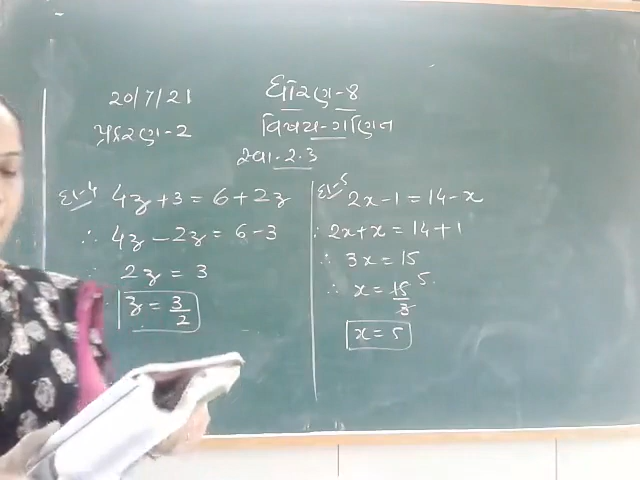 20/7/21
ધોરણ-8
પ્રકરણ-2
વિષય-ગણિત
સ્વા-2.3
દા-4 4z+3=6+2z
∴ 4z-2z=6-3
∴ 2z=3
z=3/2
દા-5 2x-1=14-x
∴ 2x+x=14+1
∴ 3x=15
∴ x=15/3 5
x=5